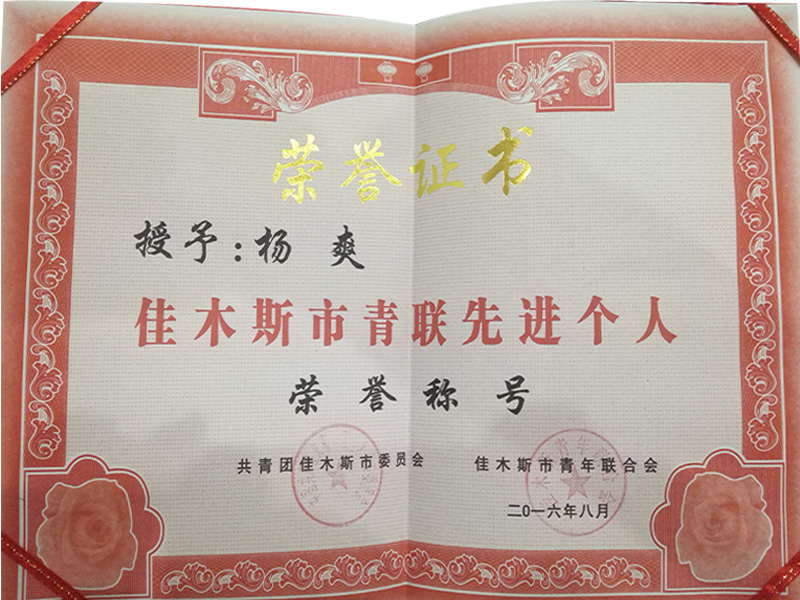 荣誉证书
授予:杨 爽
佳木斯市青联先进个人
荣誉称号
共青团佳木斯市委员会 佳木斯市青年联合会
二0一六年八月